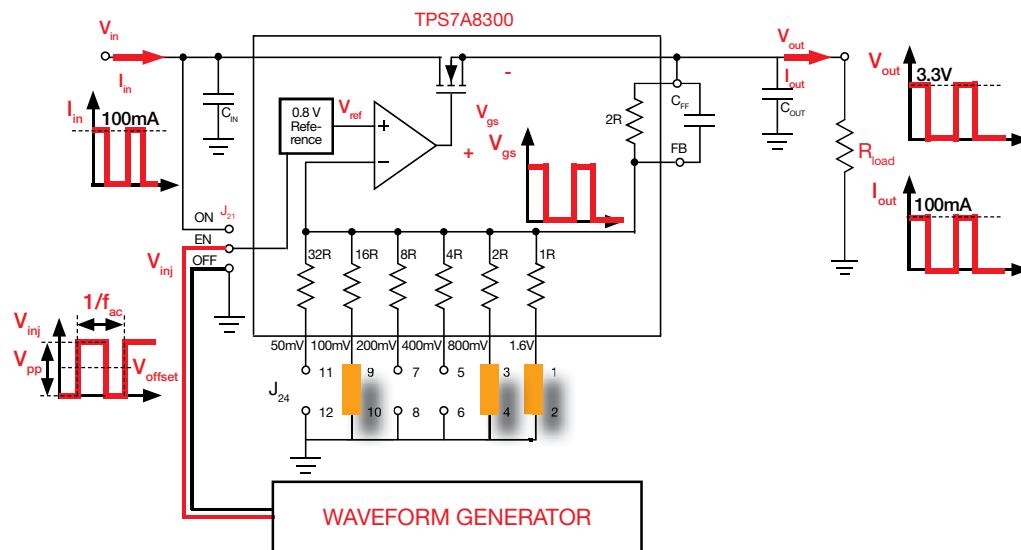 TPS7A8300
Vin
Iin
Vout
Iout
Iin
100mA
CIN
0.8 V
Refe-
rence
Vref
+
−
Vgs
-
+
Vgs
2R
CFF
FB
COUT
Rload
Vout
3.3V
Iout
100mA
ON
J21
EN
OFF
Vinj
32R
16R
8R
4R
2R
1R
1/fac
Vinj
Vpp
Voffset
50mV
100mV
200mV
400mV
800mV
1.6V
J24
11
9
7
5
3
1
12
10
8
6
4
2
WAVEFORM GENERATOR